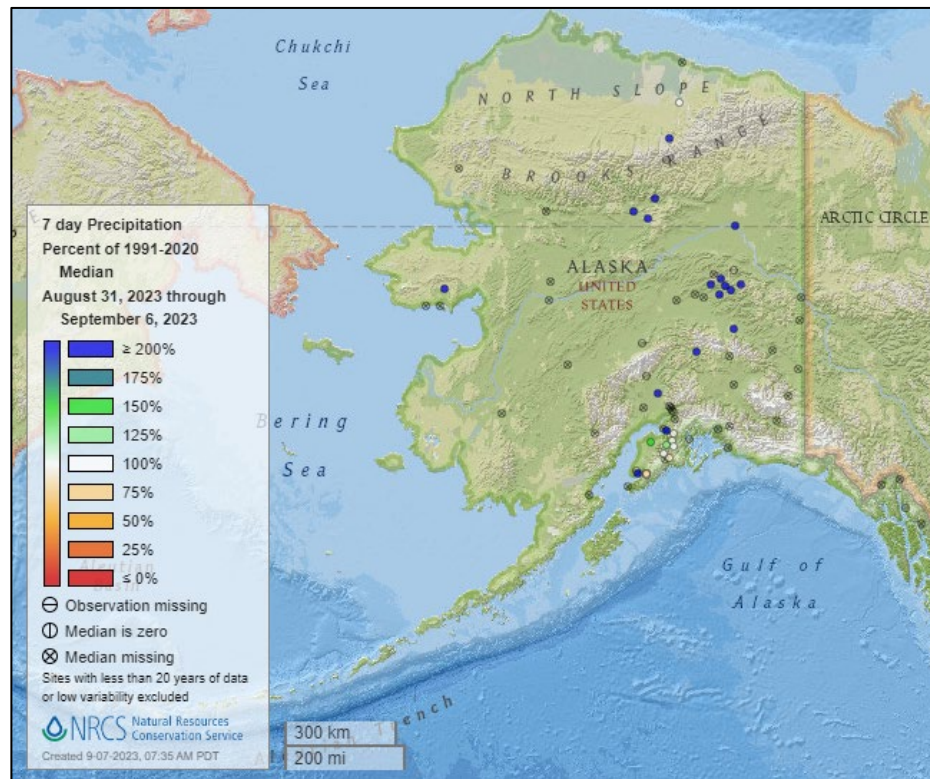 Chukchi
Sea
NORTH SLOPE
BROOKS RANGE
ARCTIC CIRCLE
ALASKA
UNITED
STATES
Bering
Sea
Gulf of
Alaska
7 day Precipitation
Percent of 1991-2020
Median
August 31, 2023 through
September 6, 2023
≥ 200%
175%
150%
125%
100%
75%
50%
25%
≤ 0%
Observation missing
Median is zero
Median missing
Sites with less than 20 years of data
or low variability excluded
NRCS Natural Resources
Conservation Service
Created 9-07-2023, 07:35 AM PDT
Aleutian
Basin
Trench
300 km
200 mi